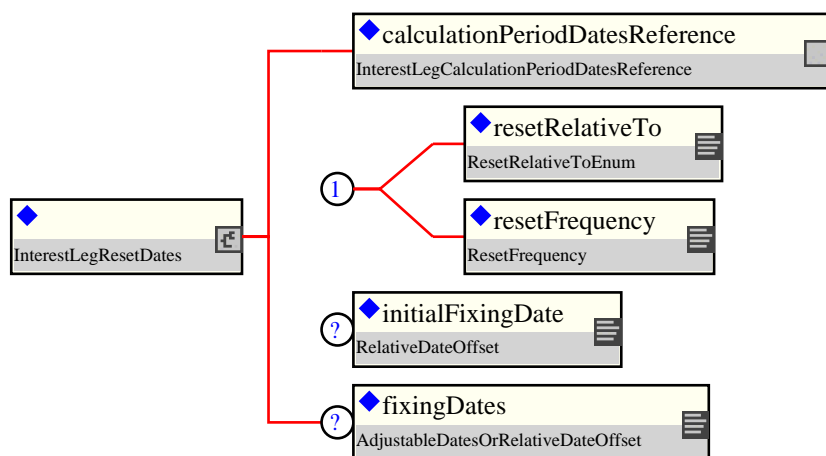 calculationPeriodDatesReference
InterestLegCalculationPeriodDatesReference
resetRelativeTo
ResetRelativeToEnum
1
InterestLegResetDates
resetFrequency
ResetFrequency
initialFixingDate
?
RelativeDateOffset
fixingDates
?
AdjustableDatesOrRelativeDateOffset